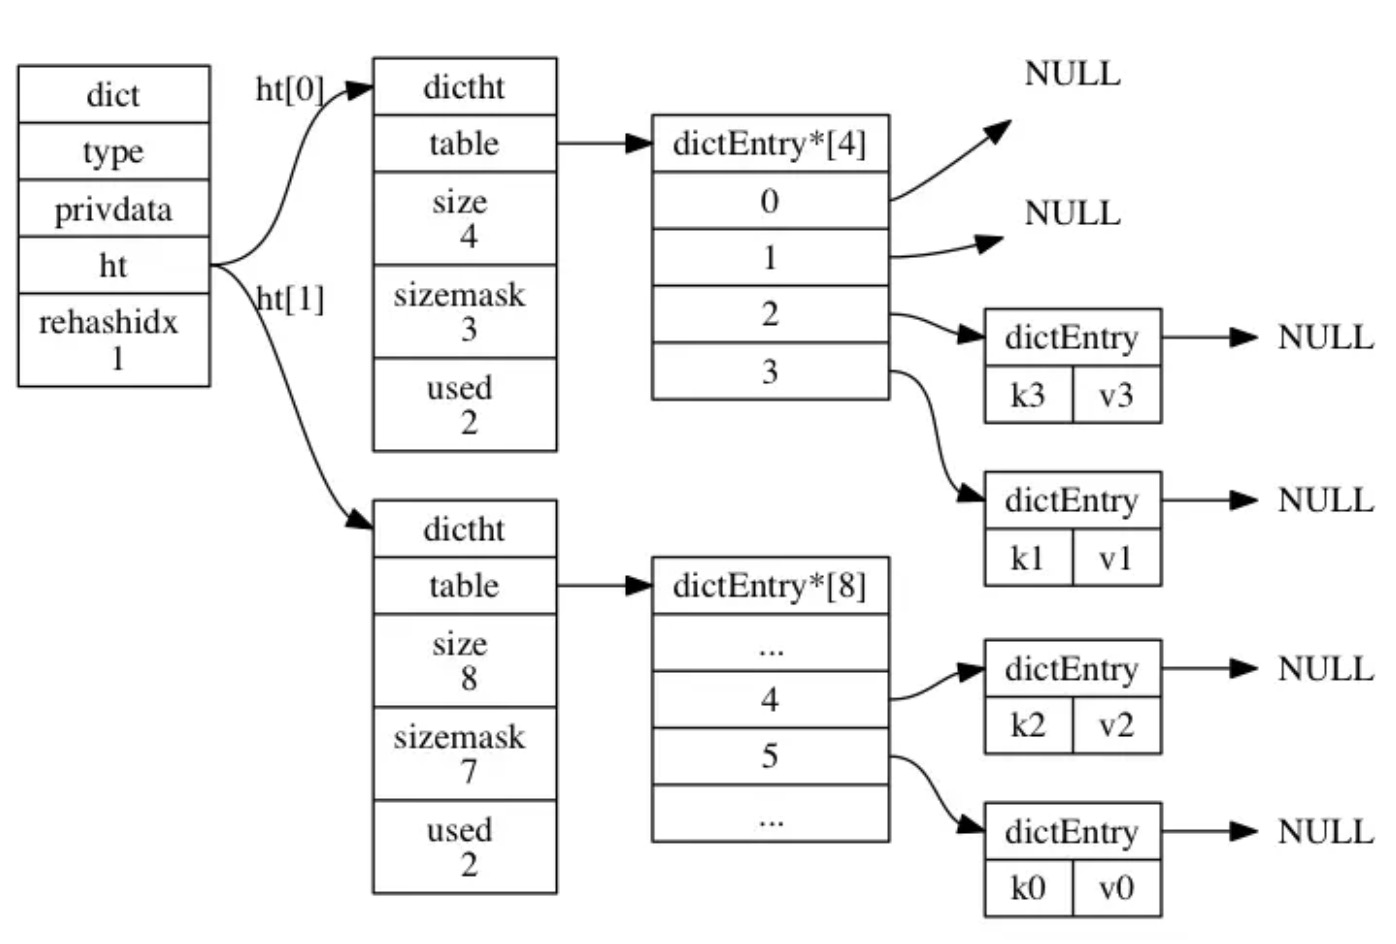 dict
type
privdata
ht
rehashidx
1
ht[0]
ht[1]
dictht
table
size
4
sizemask
3
used
2
dictEntry*[4]
0
1
2
3
NULL
NULL
dictEntry
k3 v3
NULL
dictEntry
k1 v1
NULL
dictht
table
size
8
sizemask
7
used
2
dictEntry*[8]
...
4
5
...
dictEntry
k2 v2
NULL
dictEntry
k0 v0
NULL